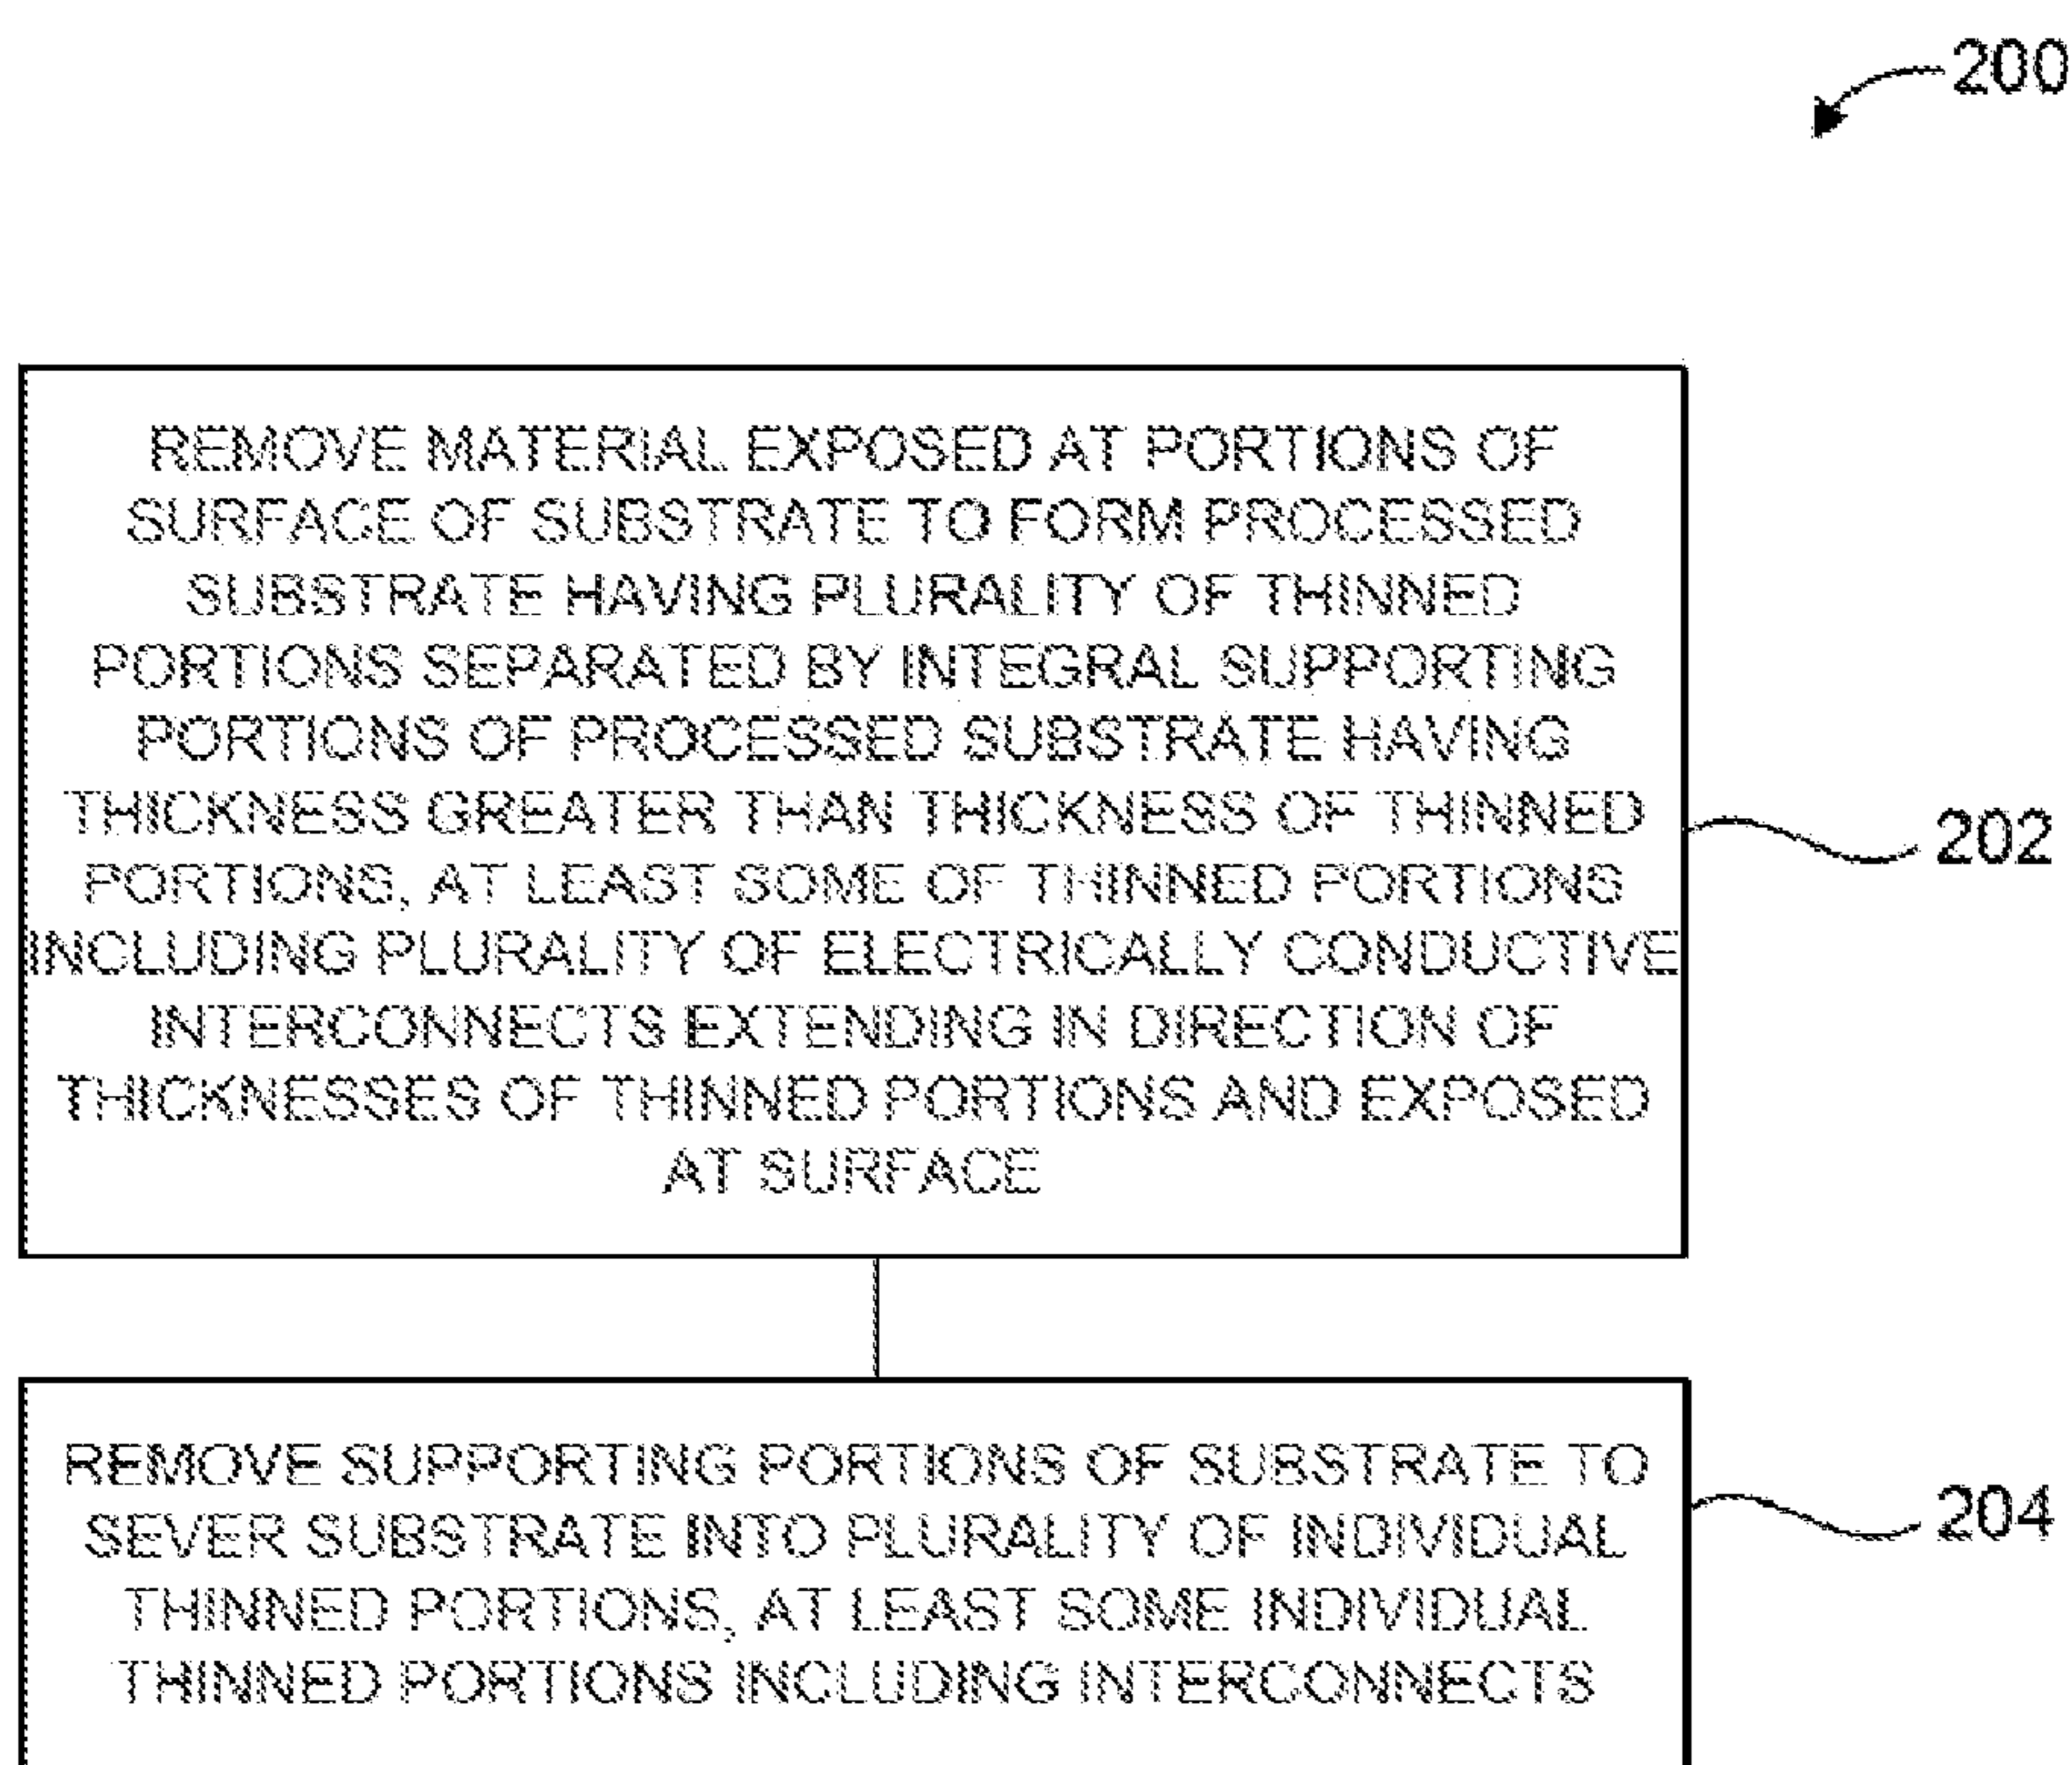 200
REMOVE MATERIAL EXPOSED AT PORTIONS OF
SURFACE OF SUBSTRATE TO FORM PROCESSED
SUBSTRATE HAVING PLURALITY OF THINNED
PORTIONS SEPARATED BY INTEGRAL SUPPORTING
PORTIONS OF PROCESSED SUBSTRATE HAVING
THICKNESS GREATER THAN THICKNESS OF THINNED
PORTIONS, AT LEAST SOME OF THINNED PORTIONS
INCLUDING PLURALITY OF ELECTRICALLY CONDUCTIVE
INTERCONNECTS EXTENDING IN DIRECTION OF
THICKNESSES OF THINNED PORTIONS AND EXPOSED
AT SURFACE
202
REMOVE SUPPORTING PORTIONS OF SUBSTRATE TO
SEVER SUBSTRATE INTO PLURALITY OF INDIVIDUAL
THINNED PORTIONS, AT LEAST SOME INDIVIDUAL
THINNED PORTIONS INCLUDING INTERCONNECTS
204